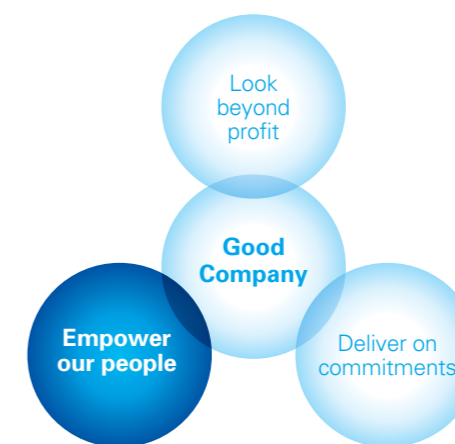 Look
beyond
profit
Good
Company
Empower
our people
Deliver on
commitments